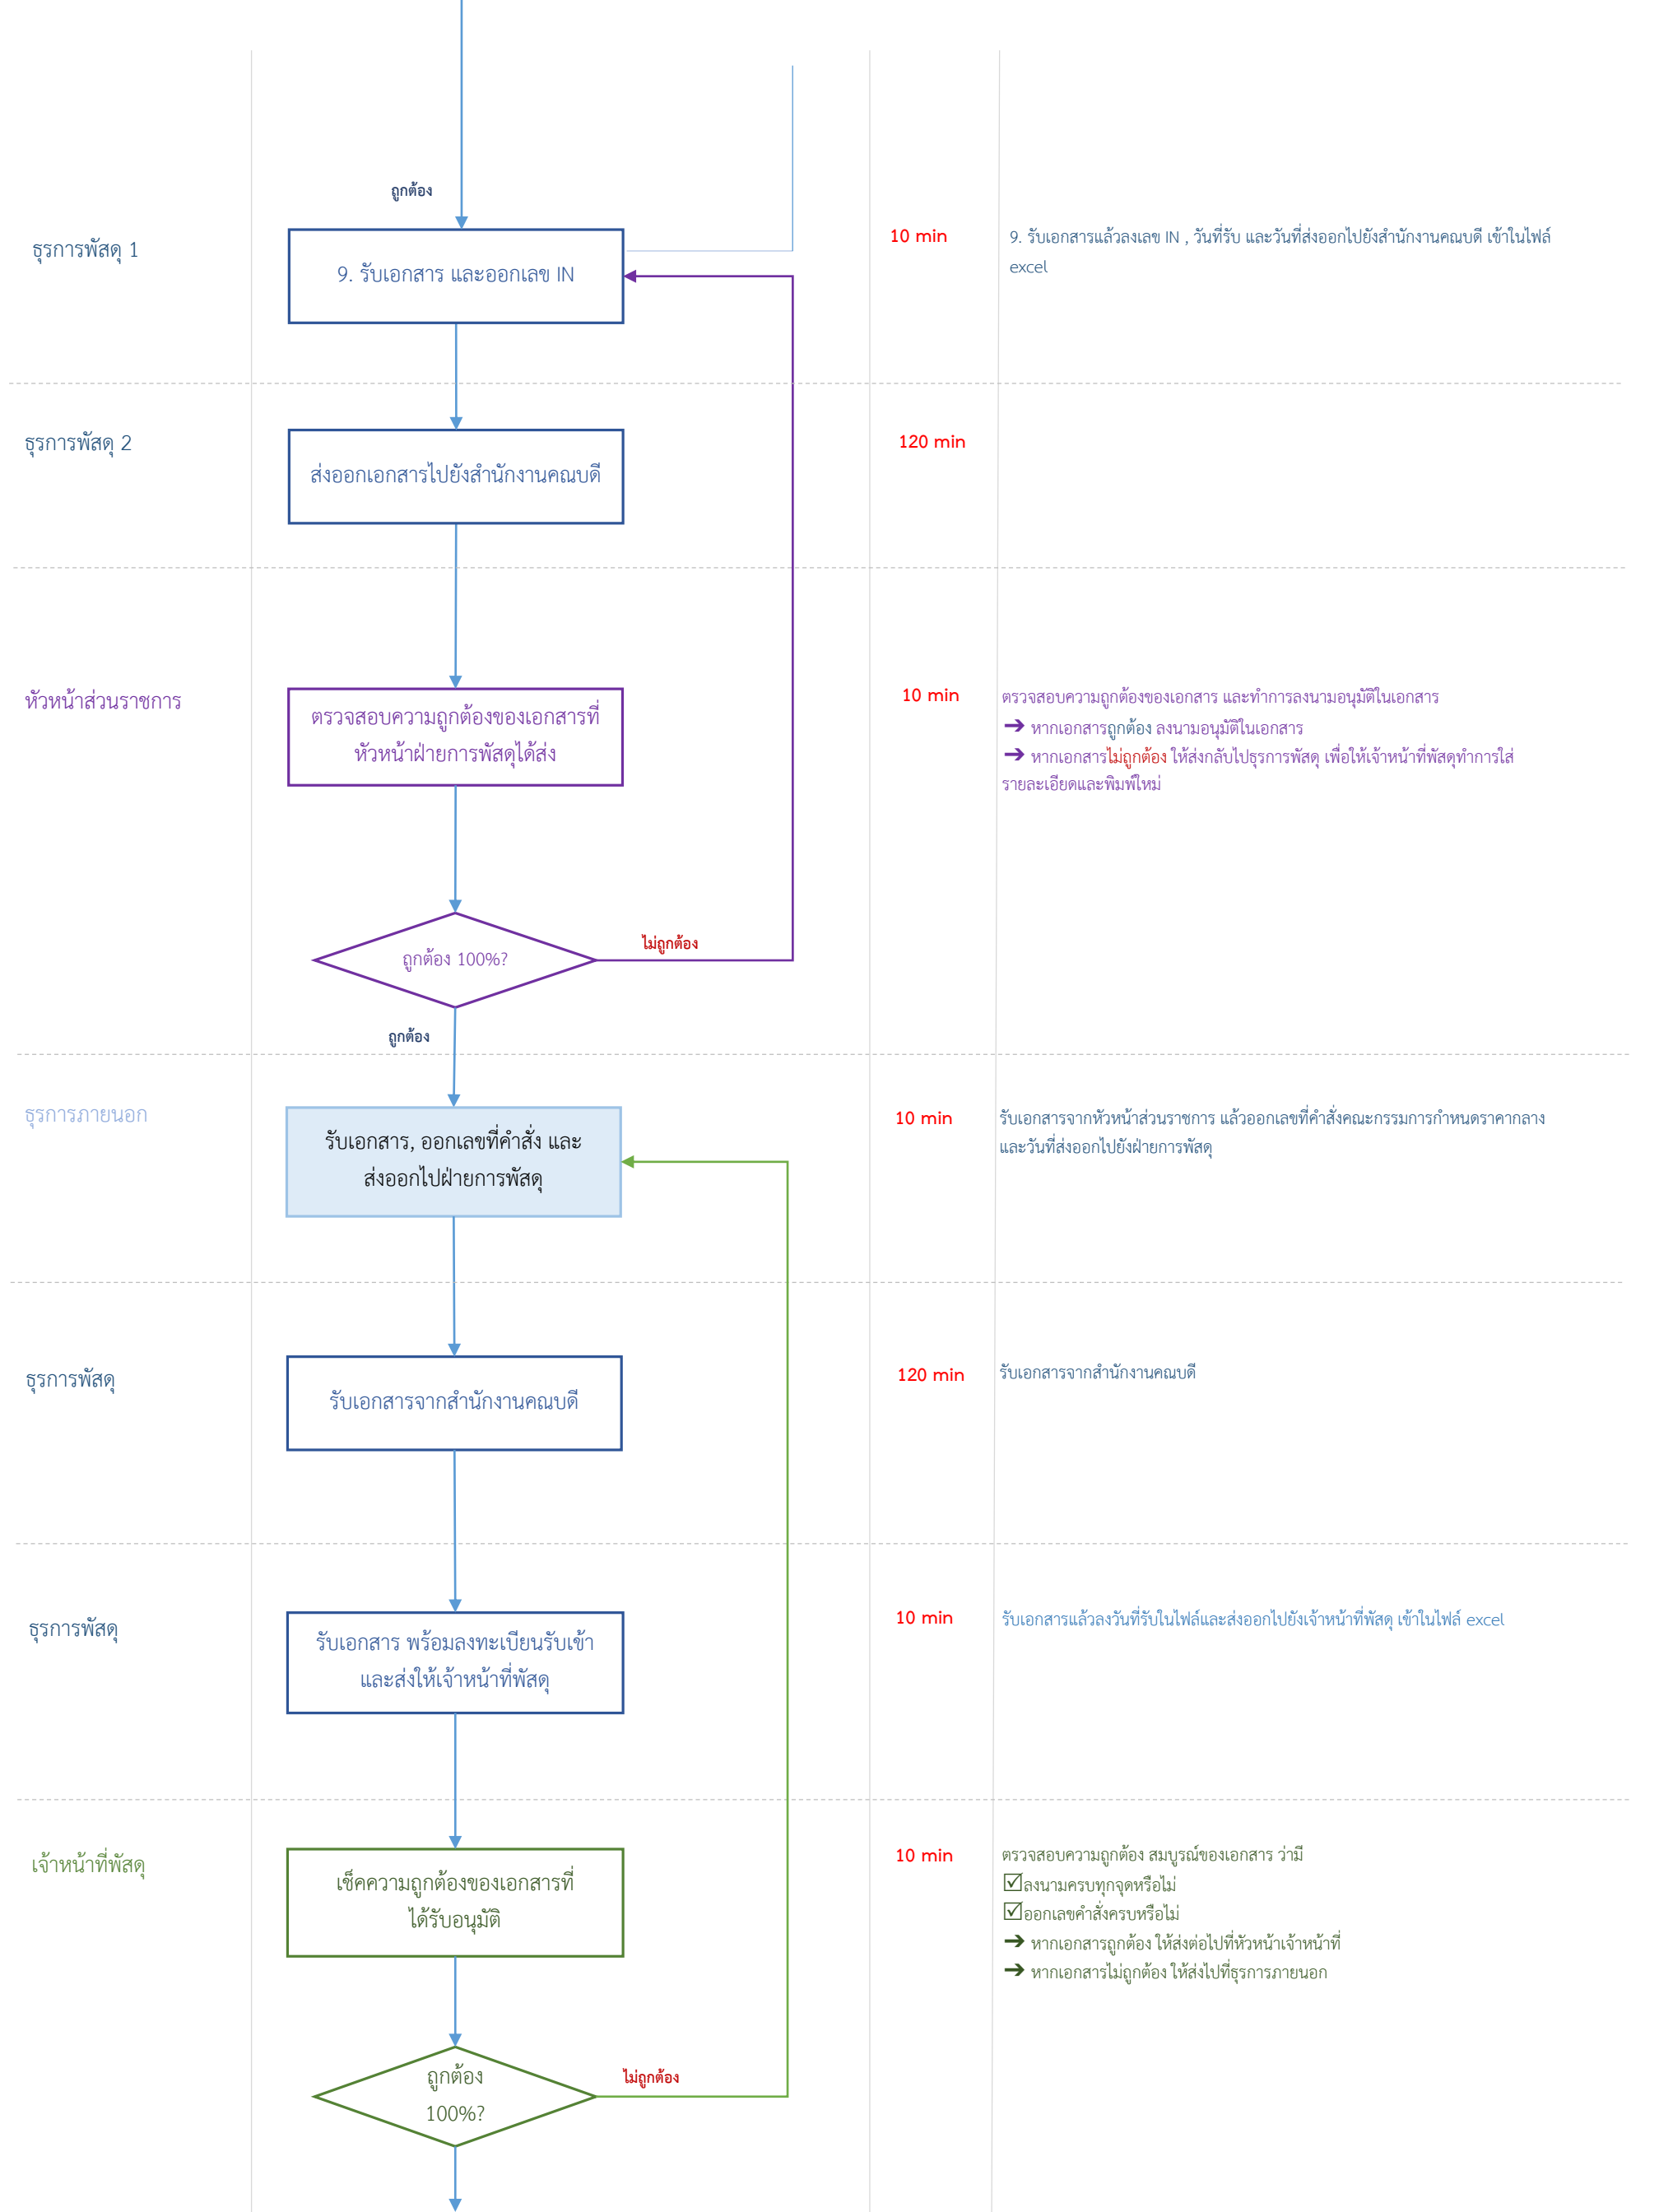 ถูกต้อง
ธุรการพัสดุ 1
9. รับเอกสาร และออกเลข IN
10 min
9. รับเอกสารแล้วลงเลข IN , วันที่รับ และวันที่ส่งออกไปยังสำนักงานคณบดี เข้าในไฟล์
excel
ธุรการพัสดุ 2
ส่งออกเอกสารไปยังสำนักงานคณบดี
120 min
หัวหน้าส่วนราชการ
ตรวจสอบความถูกต้องของเอกสารที่
หัวหน้าฝ่ายการพัสดุได้ส่ง
10 min
ตรวจสอบความถูกต้องของเอกสาร และทำการลงนามอนุมัติในเอกสาร
➔ หากเอกสารถูกต้อง ลงนามอนุมัติในเอกสาร
➔ หากเอกสารไม่ถูกต้อง ให้ส่งกลับไปธุรการพัสดุ เพื่อให้เจ้าหน้าที่พัสดุทำการใส่
รายละเอียดและพิมพ์ใหม่
ถูกต้อง 100%?
ไม่ถูกต้อง
ถูกต้อง
ธุรการภายนอก
รับเอกสาร, ออกเลขที่คำสั่ง และ
ส่งออกไปฝ่ายการพัสดุ
10 min
รับเอกสารจากหัวหน้าส่วนราชการ แล้วออกเลขที่คำสั่งคณะกรรมการกำหนดราคากลาง
และวันที่ส่งออกไปยังฝ่ายการพัสดุ
ธุรการพัสดุ
รับเอกสารจากสำนักงานคณบดี
120 min
รับเอกสารจากสำนักงานคณบดี
ธุรการพัสดุ
รับเอกสาร พร้อมลงทะเบียนรับเข้า
และส่งให้เจ้าหน้าที่พัสดุ
10 min
รับเอกสารแล้วลงวันที่รับในไฟล์และส่งออกไปยังเจ้าหน้าที่พัสดุ เข้าในไฟล์ excel
เจ้าหน้าที่พัสดุ
เช็คความถูกต้องของเอกสารที่
ได้รับอนุมัติ
10 min
ตรวจสอบความถูกต้อง สมบูรณ์ของเอกสาร ว่ามี
☑ลงนามครบทุกจุดหรือไม่
☑ออกเลขคำสั่งครบหรือไม่
➔ หากเอกสารถูกต้อง ให้ส่งต่อไปที่หัวหน้าเจ้าหน้าที่
➔ หากเอกสารไม่ถูกต้อง ให้ส่งไปที่ธุรการภายนอก
ถูกต้อง
100%?
ไม่ถูกต้อง